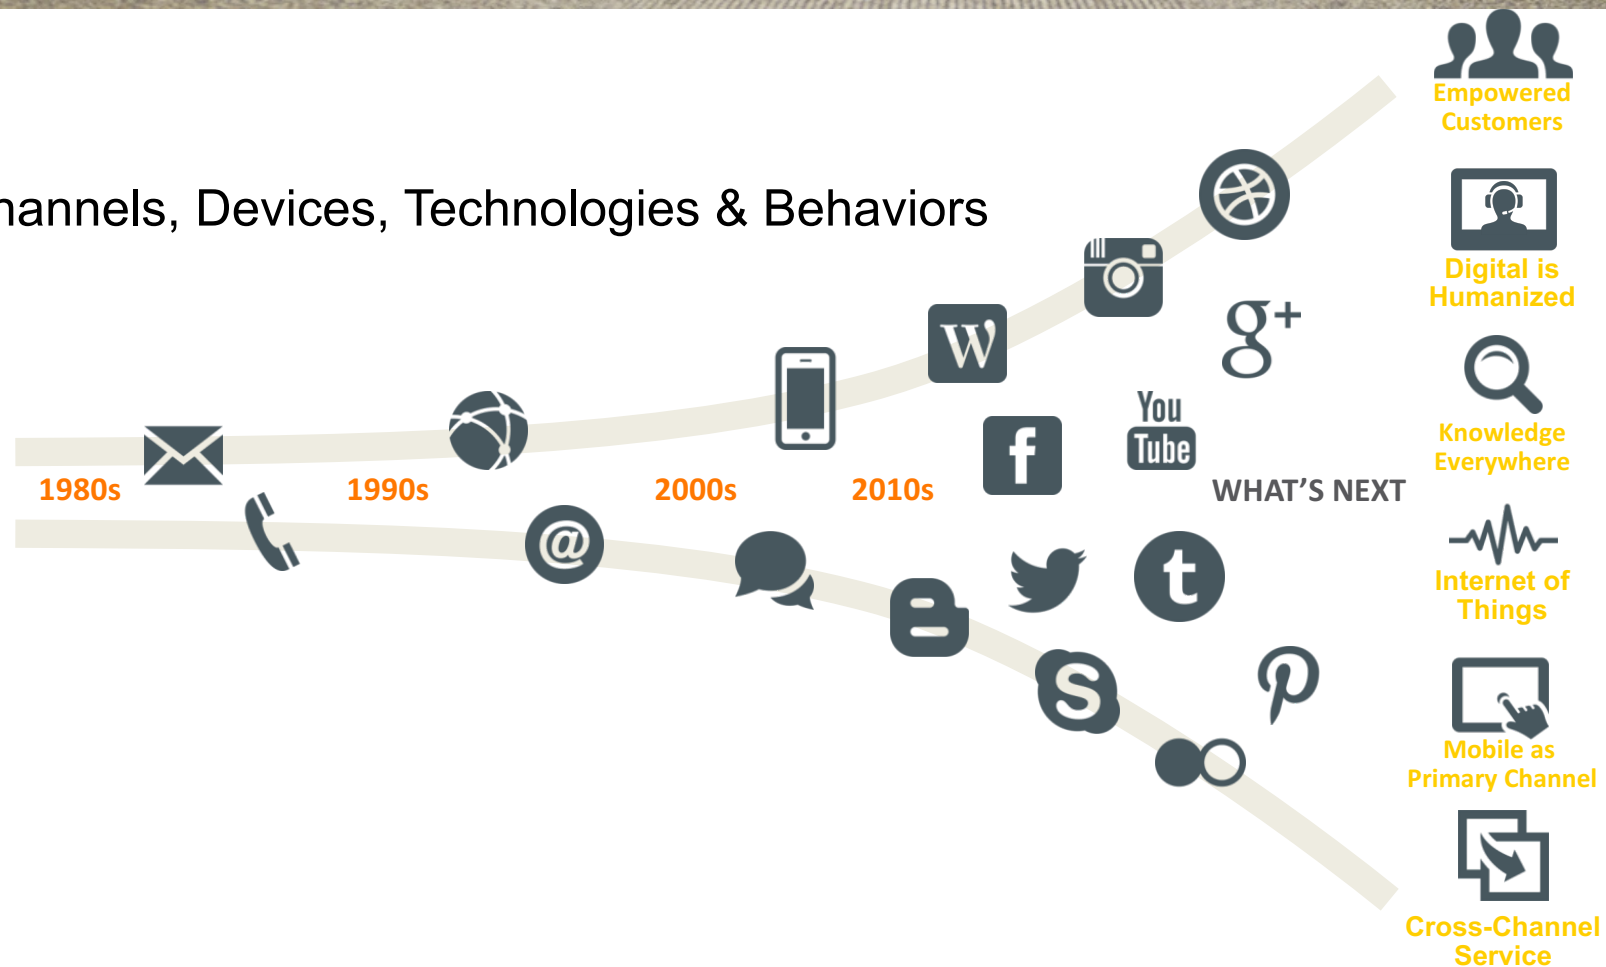 hannels, Devices, Technologies & Behaviors
1980s
1990s
2000s
2010s
WHAT'S NEXT
W
g+
f
You
Tube
@
t
S
Empowered
Customers
Digital is
Humanized
Knowledge
Everywhere
Internet of
Things
Mobile as
Primary Channel
Cross-Channel
Service